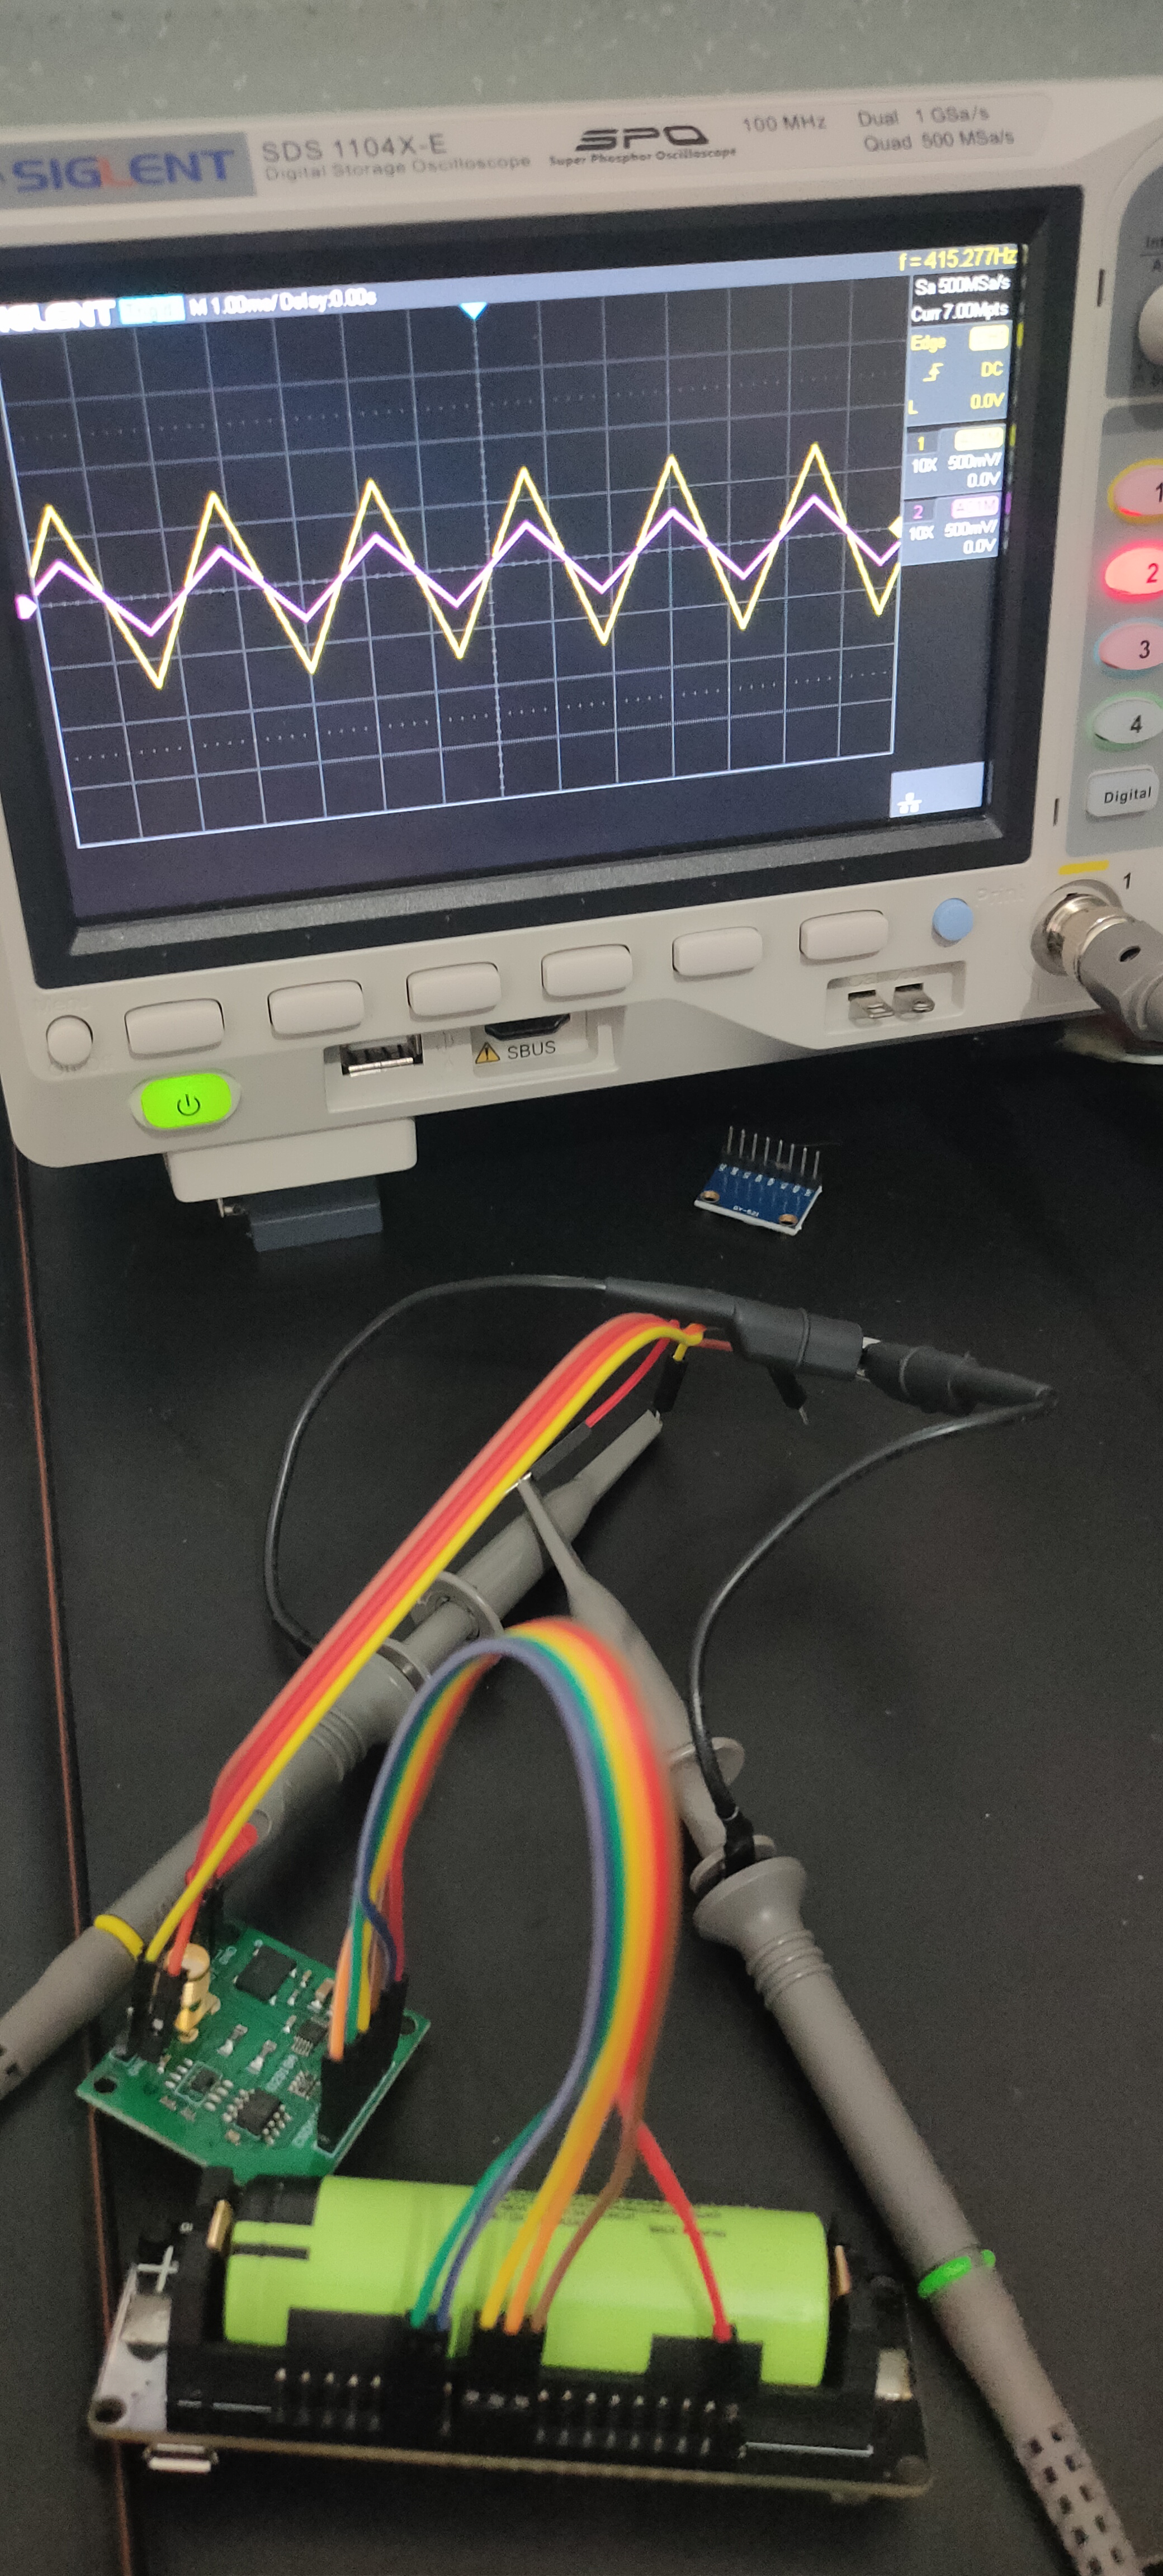 SIGLENT
SDS 1104X-E
Digital Storage Oscilloscope
SPO
Super Phosphor Oscilloscope
100 MHz
Dual 1 GSa/s
Quad 500 MSa/s
SIGLENT
M 1.00ms/ Delay:0.00s
f = 415.277Hz
Sa 500MSa/s
Curr 7.00Mpts
Edge
DC
L 0.0V
1
10X 500mV/
0.0V
2
10X 500mV/
0.0V
1
2
3
4
Digital
1
Print
SBUS